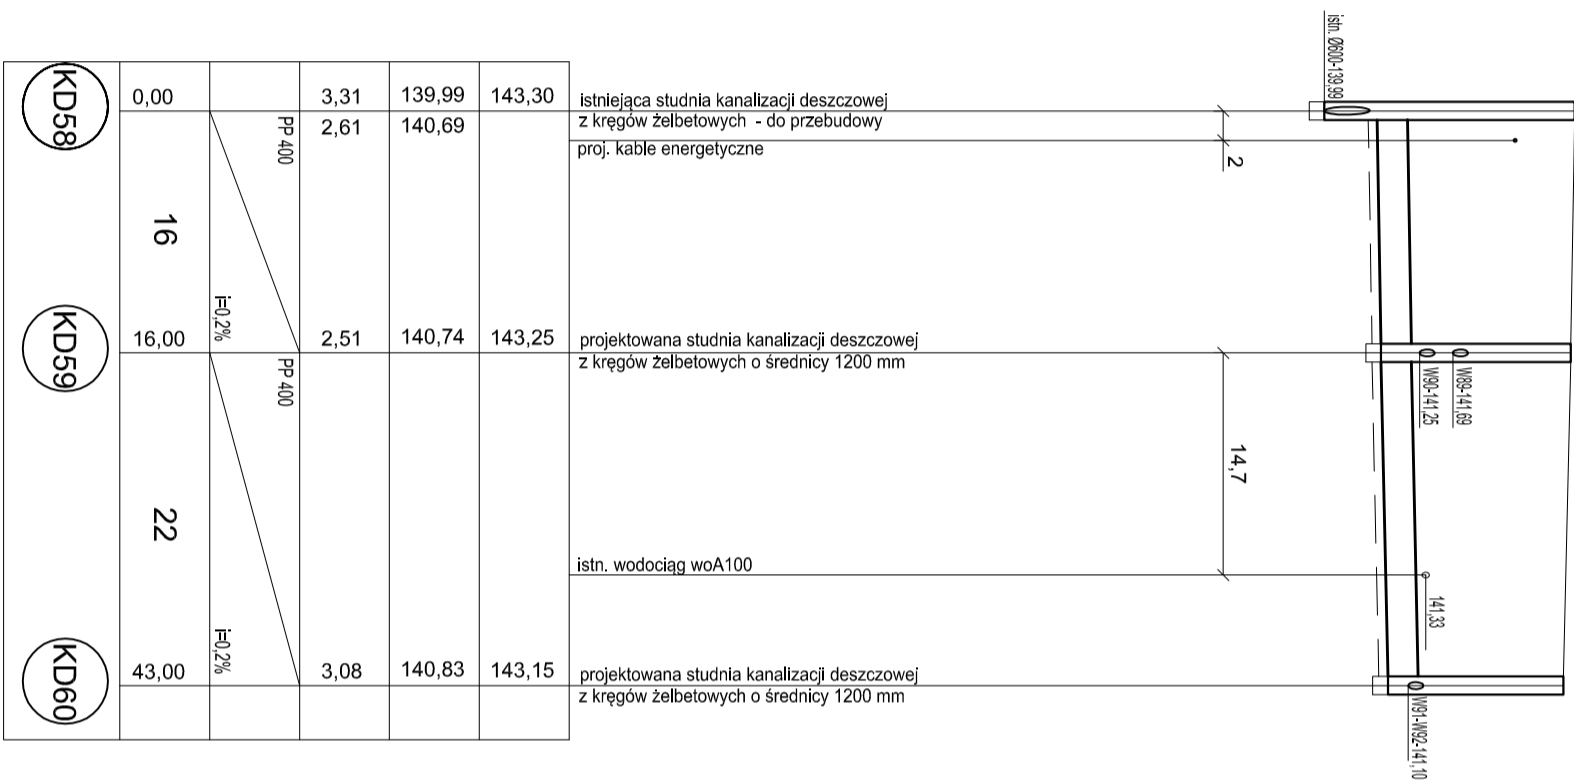 KD58
0,00
3,31
139,99
143,30
istniejąca studnia kanalizacji deszczowej
z kręgów żelbetowych - do przebudowy
istn. Ø600-139,99
PP 400
2,61
140,69
proj. kable energetyczne
2
16
i=0,2%
KD59
16,00
2,51
140,74
143,25
projektowana studnia kanalizacji deszczowej
z kręgów żelbetowych o średnicy 1200 mm
W90-141,25
W89-141,69
PP 400
14,7
22
istn. wodociąg woA100
141,33
i=0,2%
KD60
43,00
3,08
140,83
143,15
projektowana studnia kanalizacji deszczowej
z kręgów żelbetowych o średnicy 1200 mm
W91-W92-141,10